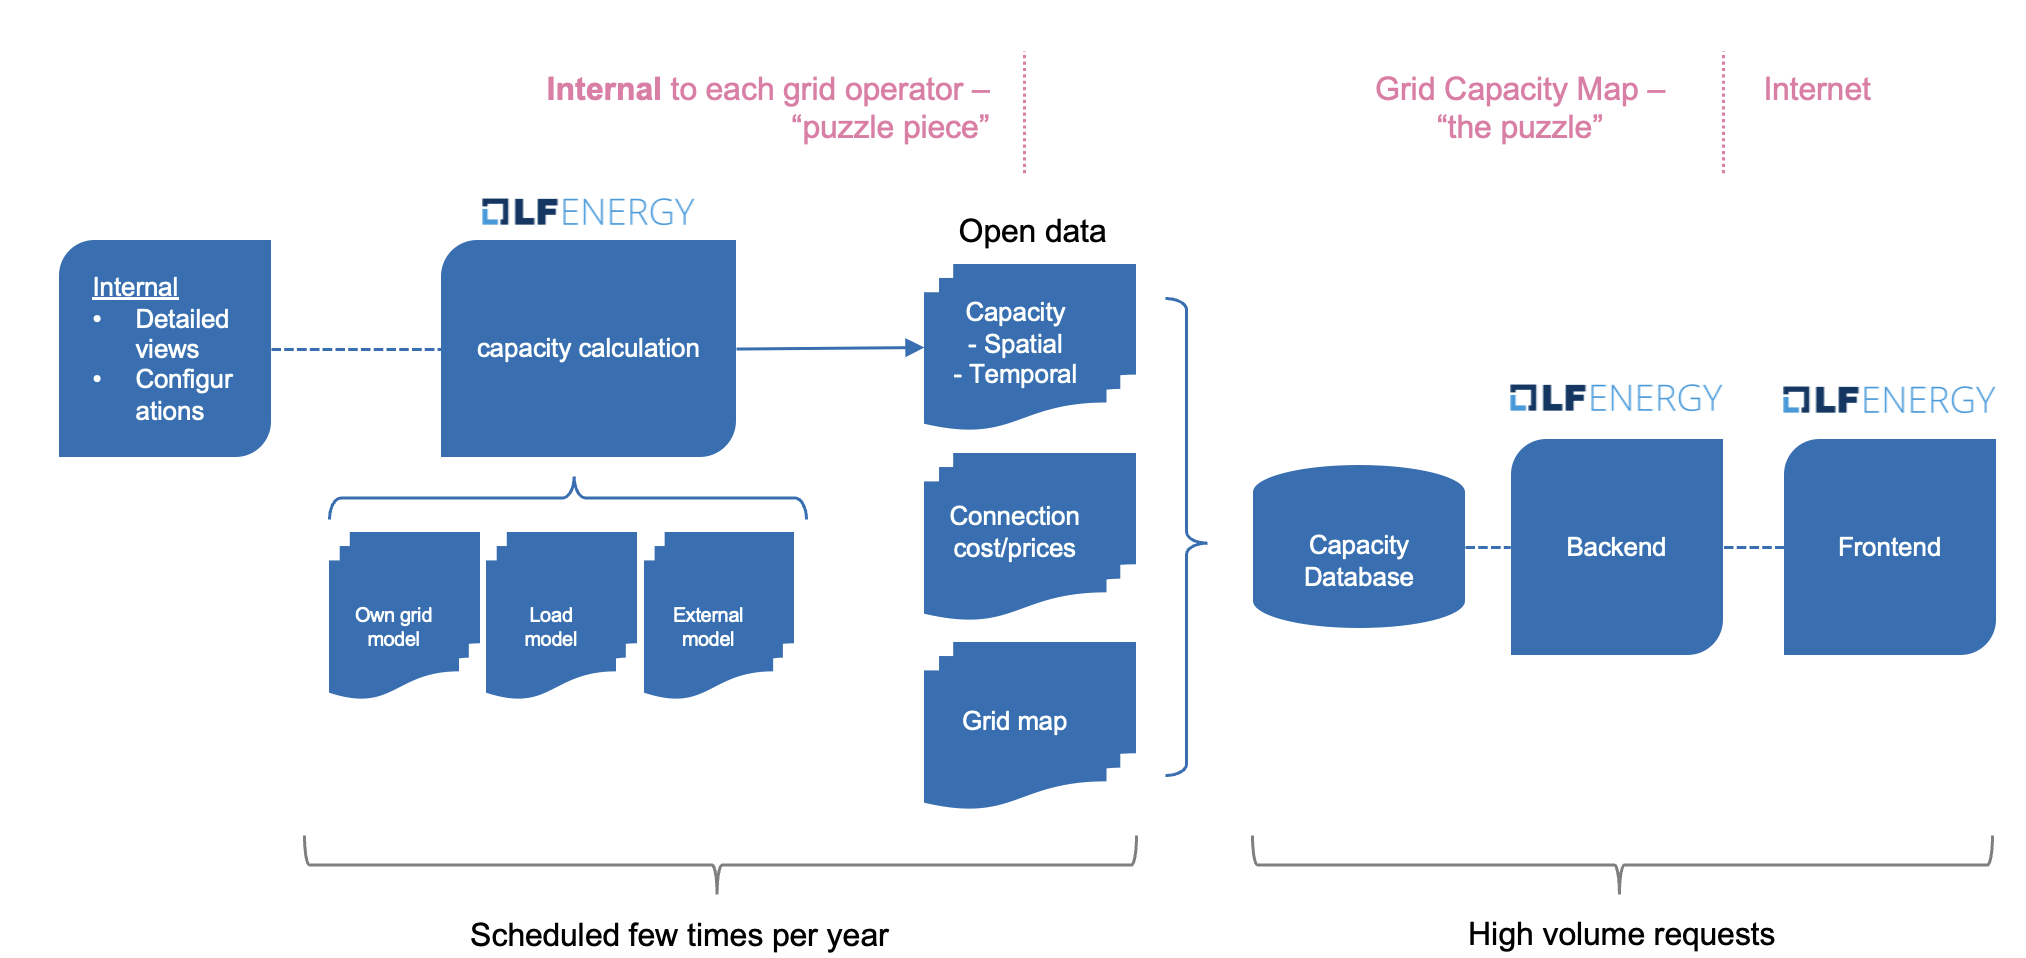 Internal to each grid operator –
“puzzle piece”
Grid Capacity Map –
“the puzzle”
Internet
LFENERGY
Open data
Internal
• Detailed
views
• Configur
ations
capacity calculation
Capacity
- Spatial
- Temporal
Own grid
model
Load
model
External
model
Connection
cost/prices
Grid map
Capacity
Database
LFENERGY
Backend
LFENERGY
Frontend
Scheduled few times per year
High volume requests